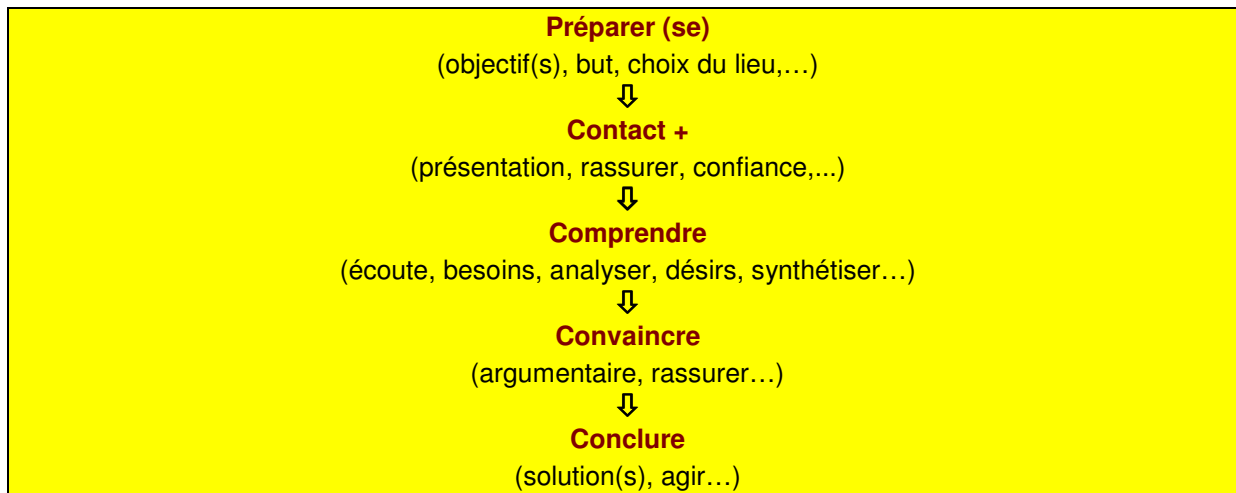 Préparer (se)
(objectif(s), but, choix du lieu,…)
⇩
Contact +
(présentation, rassurer, confiance,...)
⇩
Comprendre
(écoute, besoins, analyser, désirs, synthétiser…)
⇩
Convaincre
(argumentaire, rassurer…)
⇩
Conclure
(solution(s), agir…)